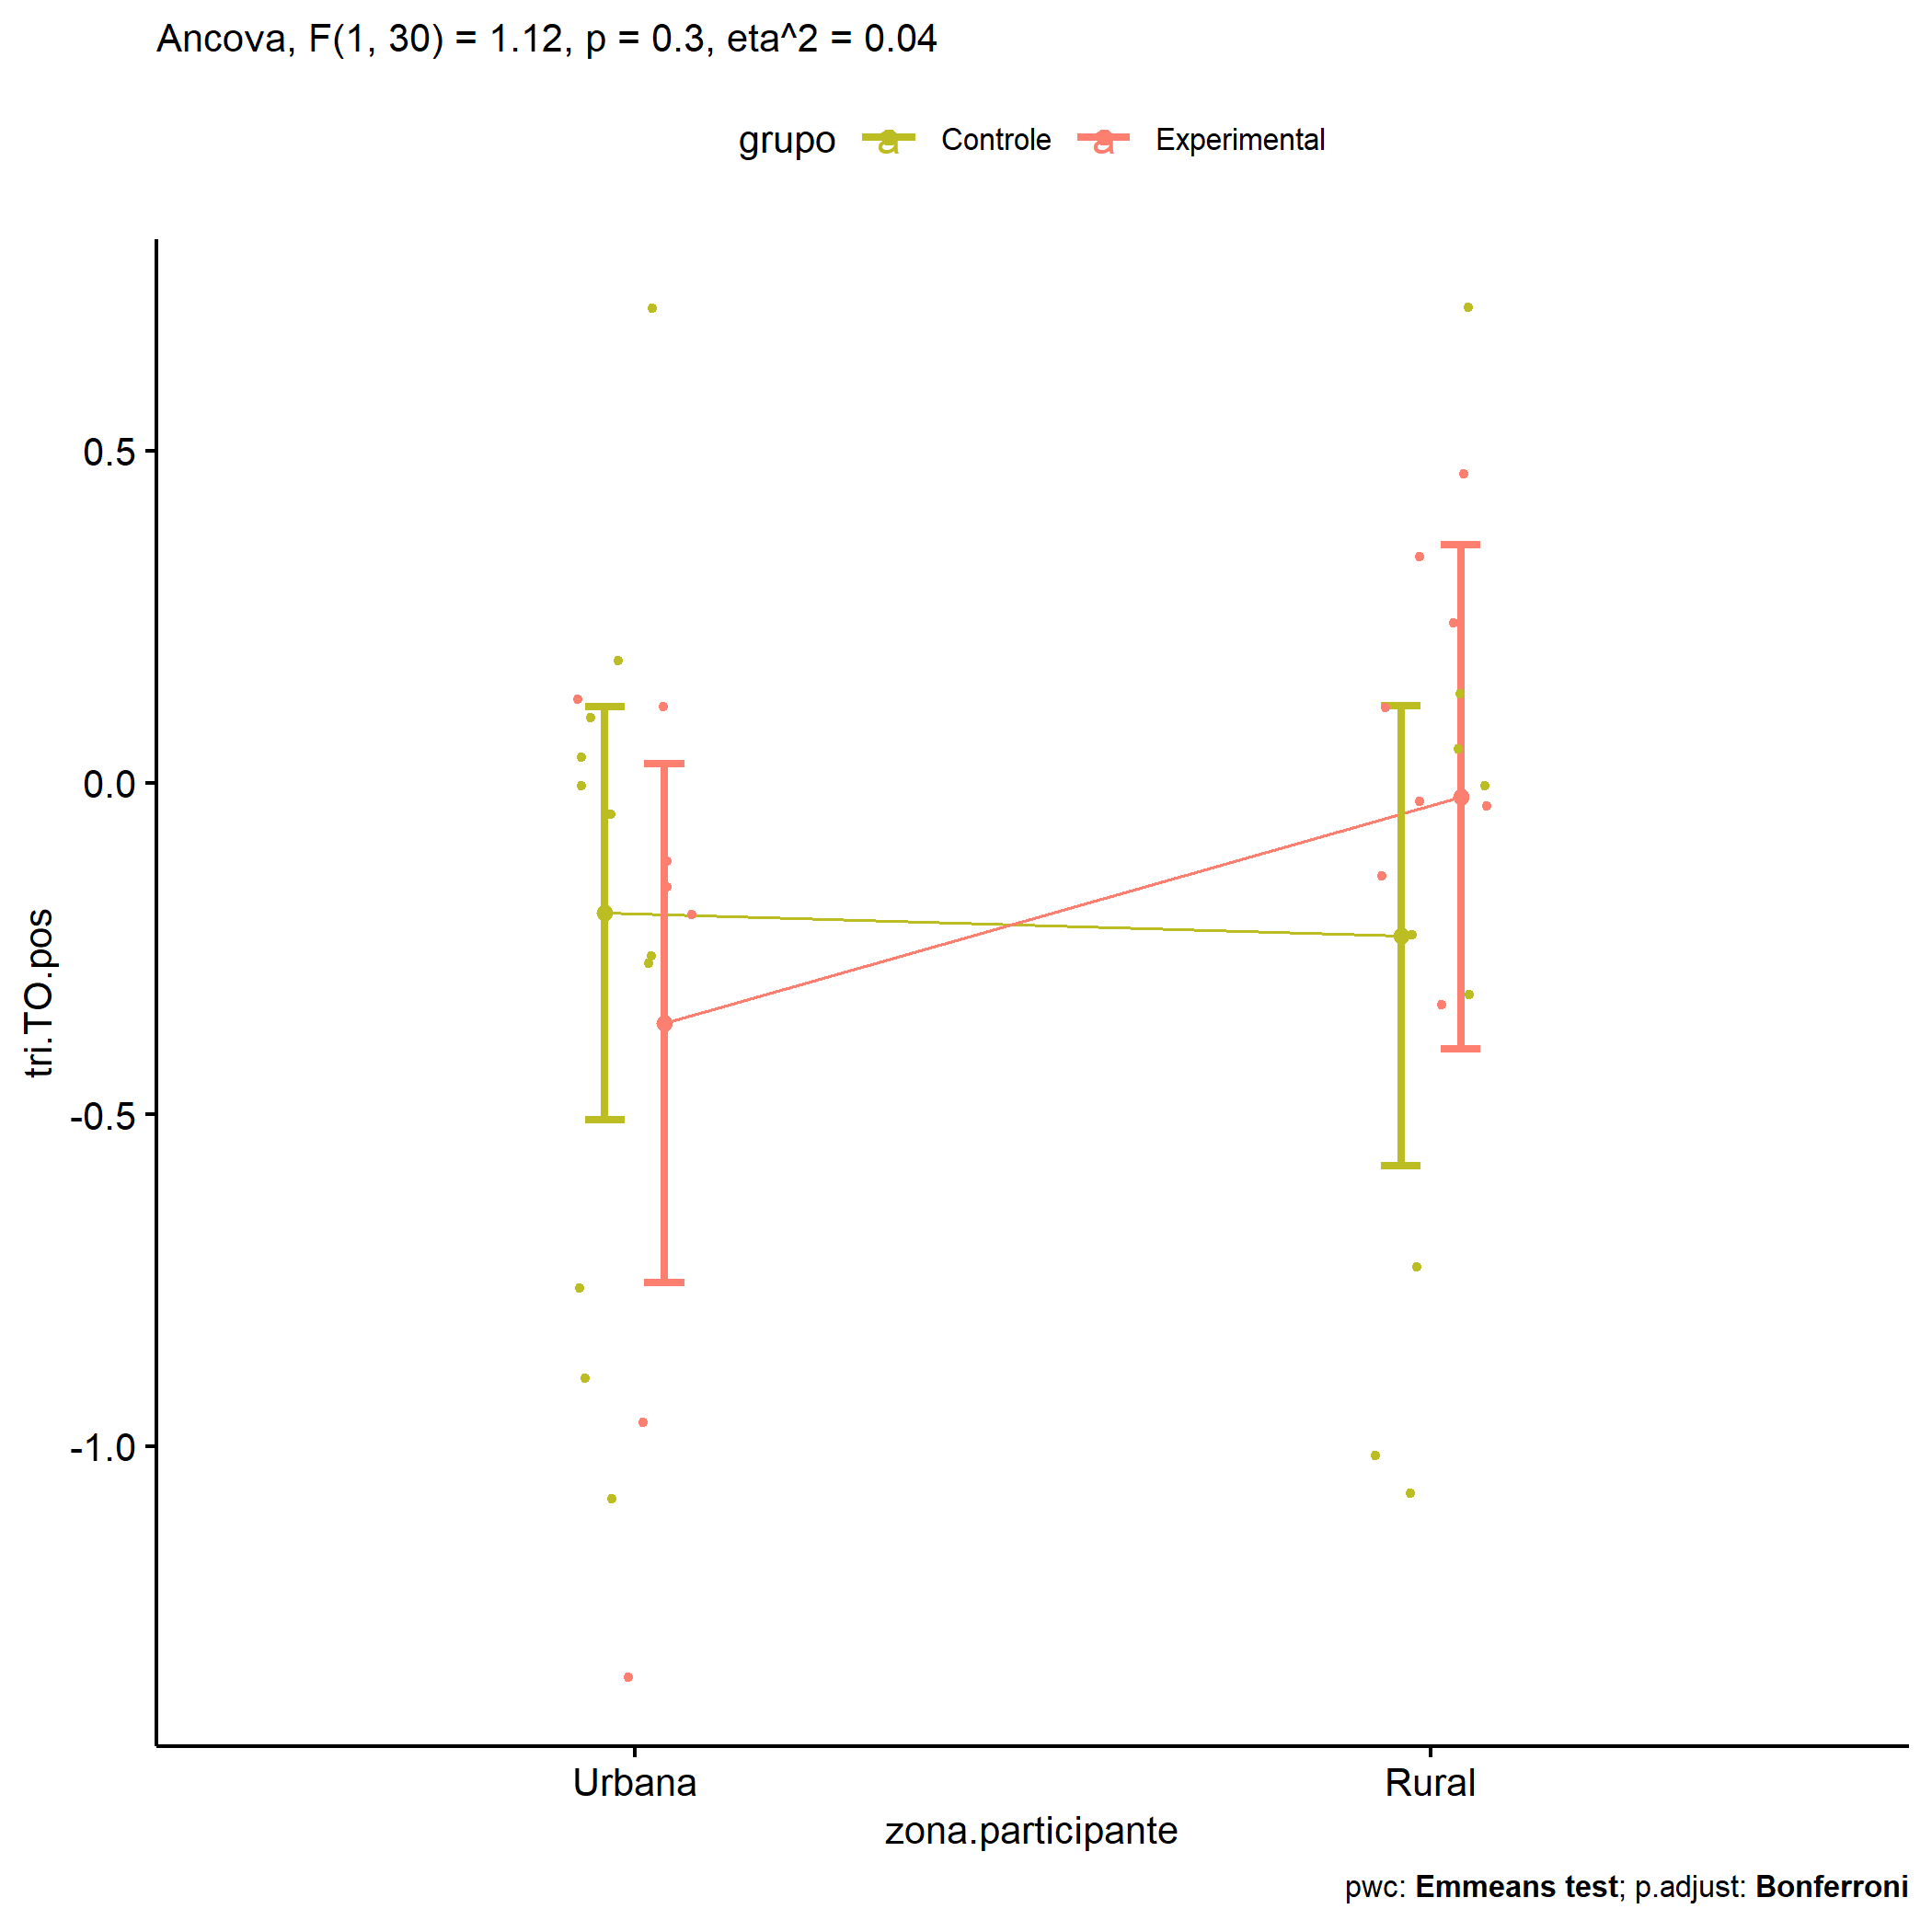 Ancova, F(1, 30) = 1.12, p = 0.3, eta^2 = 0.04
grupo a Controle a Experimental
0.5
0.0
-0.5
-1.0
tri.TO.pos
Urbana Rural
zona.participante
pwc: Emmeans test; p.adjust: Bonferroni